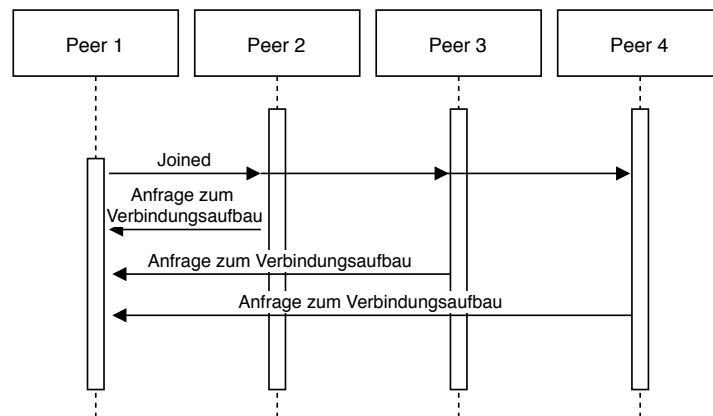 Peer 1
Peer 2
Peer 3
Peer 4
Joined
Anfrage zum
Verbindungsaufbau
Anfrage zum Verbindungsaufbau
Anfrage zum Verbindungsaufbau